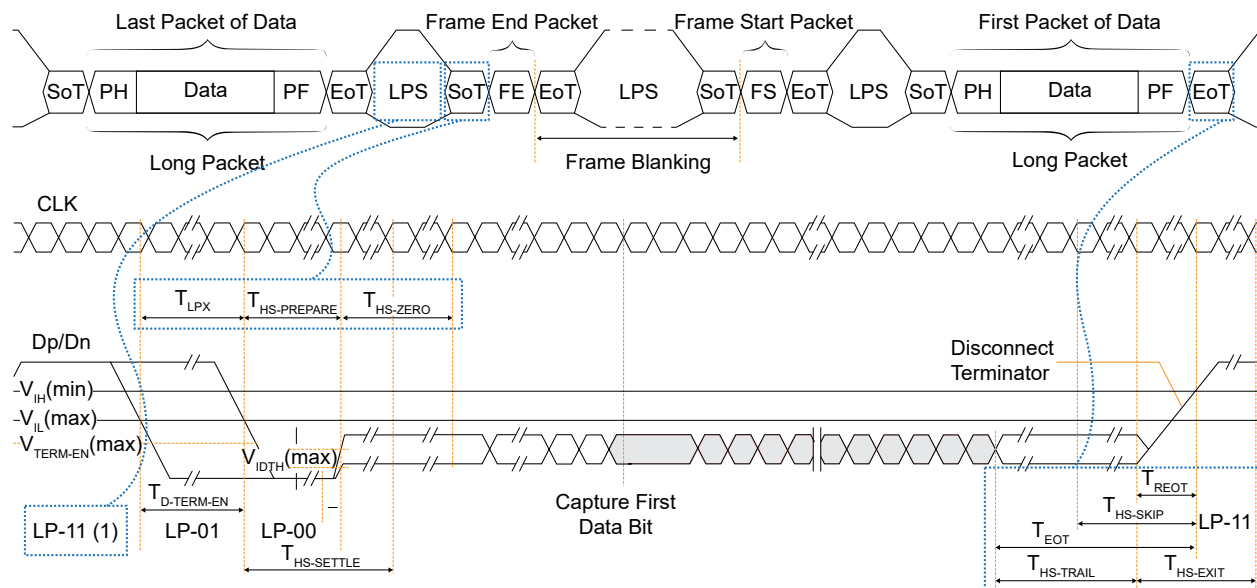 Last Packet of Data Frame End Packet Frame Start Packet First Packet of Data
SoT PH Data PF EoT LPS SoT FE EoT LPS SoT FS EoT LPS SoT PH Data PF EoT
Long Packet Frame Blanking Long Packet
CLK
TLPX THS-PREPARE THS-ZERO
Dp/Dn
Disconnect
Terminator
VIH(min)
VIL(max)
VTERM-EN(max)
VIDTH(max)
TD-TERM-EN
Capture First
Data Bit
TREOT
THS-SKIP
LP-11 (1) LP-01 LP-00 LP-11
TEOT
THS-SETTLE
THS-TRAIL THS-EXIT